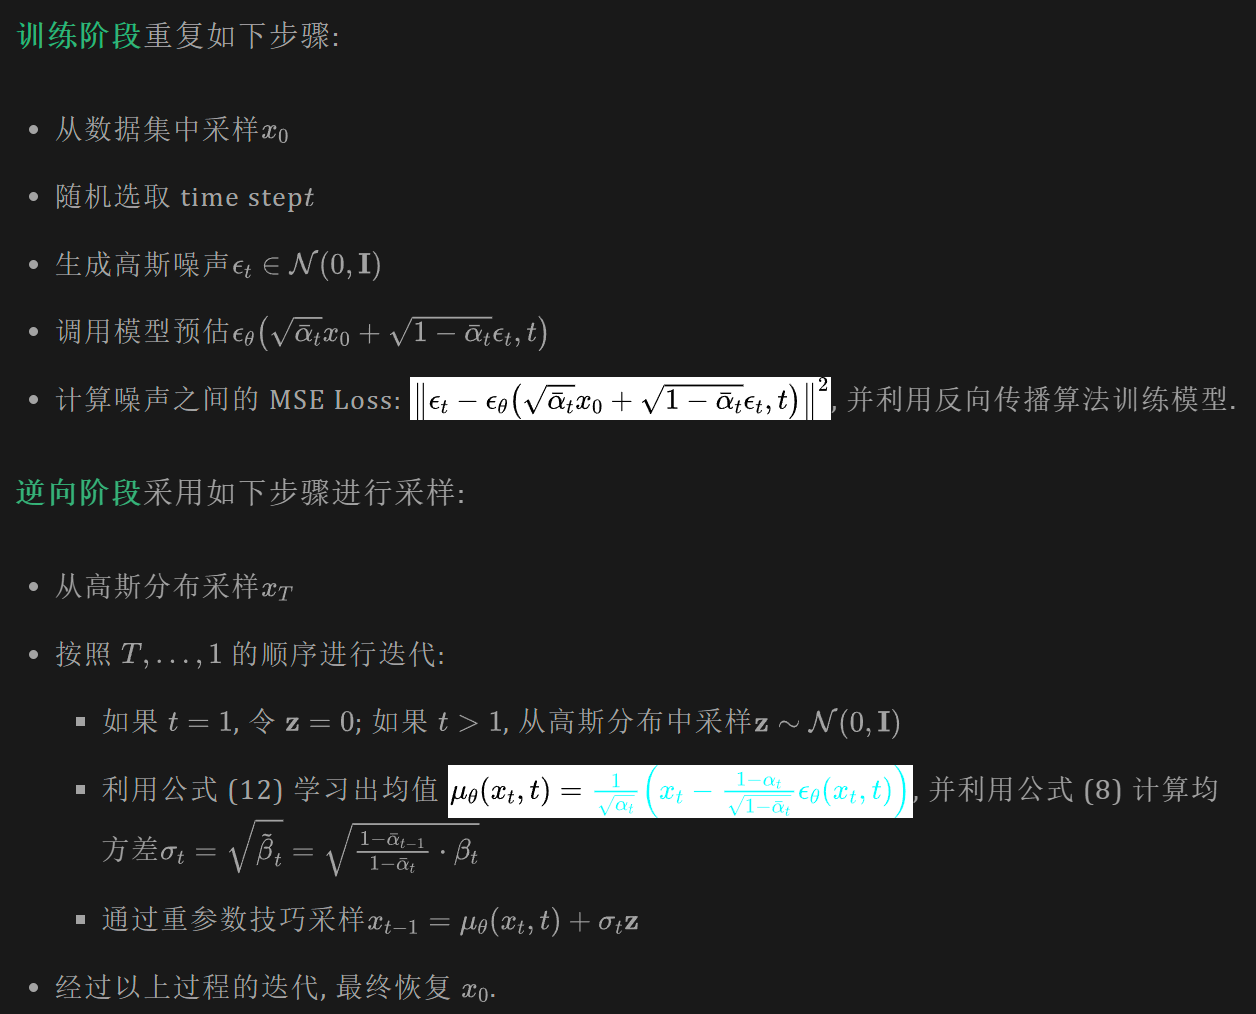 训练阶段重复如下步骤:
• 从数据集中采样$x_0$
• 随机选取 time step$t$
• 生成高斯噪声$\epsilon_t \in \mathcal{N}(0, \mathbf{I})$
• 调用模型预估$\epsilon_\theta(\sqrt{\bar{\alpha}_t}x_0 + \sqrt{1-\bar{\alpha}_t}\epsilon_t, t)$
• 计算噪声之间的 MSE Loss: $\|\epsilon_t - \epsilon_\theta(\sqrt{\bar{\alpha}_t}x_0 + \sqrt{1-\bar{\alpha}_t}\epsilon_t, t)\|^2$, 并利用反向传播算法训练模型.
逆向阶段采用如下步骤进行采样:
• 从高斯分布采样$x_T$
• 按照 $T, \ldots, 1$ 的顺序进行迭代:
▪ 如果 $t = 1$, 令 $\mathbf{z} = 0$; 如果 $t > 1$, 从高斯分布中采样$\mathbf{z} \sim \mathcal{N}(0, \mathbf{I})$
▪ 利用公式 (12) 学习出均值 $\mu_\theta(x_t, t) = \frac{1}{\sqrt{\alpha_t}}\left(x_t - \frac{1-\alpha_t}{\sqrt{1-\bar{\alpha}_t}}\epsilon_\theta(x_t, t)\right)$, 并利用公式 (8) 计算均
方差$\sigma_t = \sqrt{\tilde{\beta}_t} = \sqrt{\frac{1-\bar{\alpha}_{t-1}}{1-\bar{\alpha}_t} \cdot \beta_t}$
▪ 通过重参数技巧采样$x_{t-1} = \mu_\theta(x_t, t) + \sigma_t\mathbf{z}$
• 经过以上过程的迭代, 最终恢复 $x_0$.